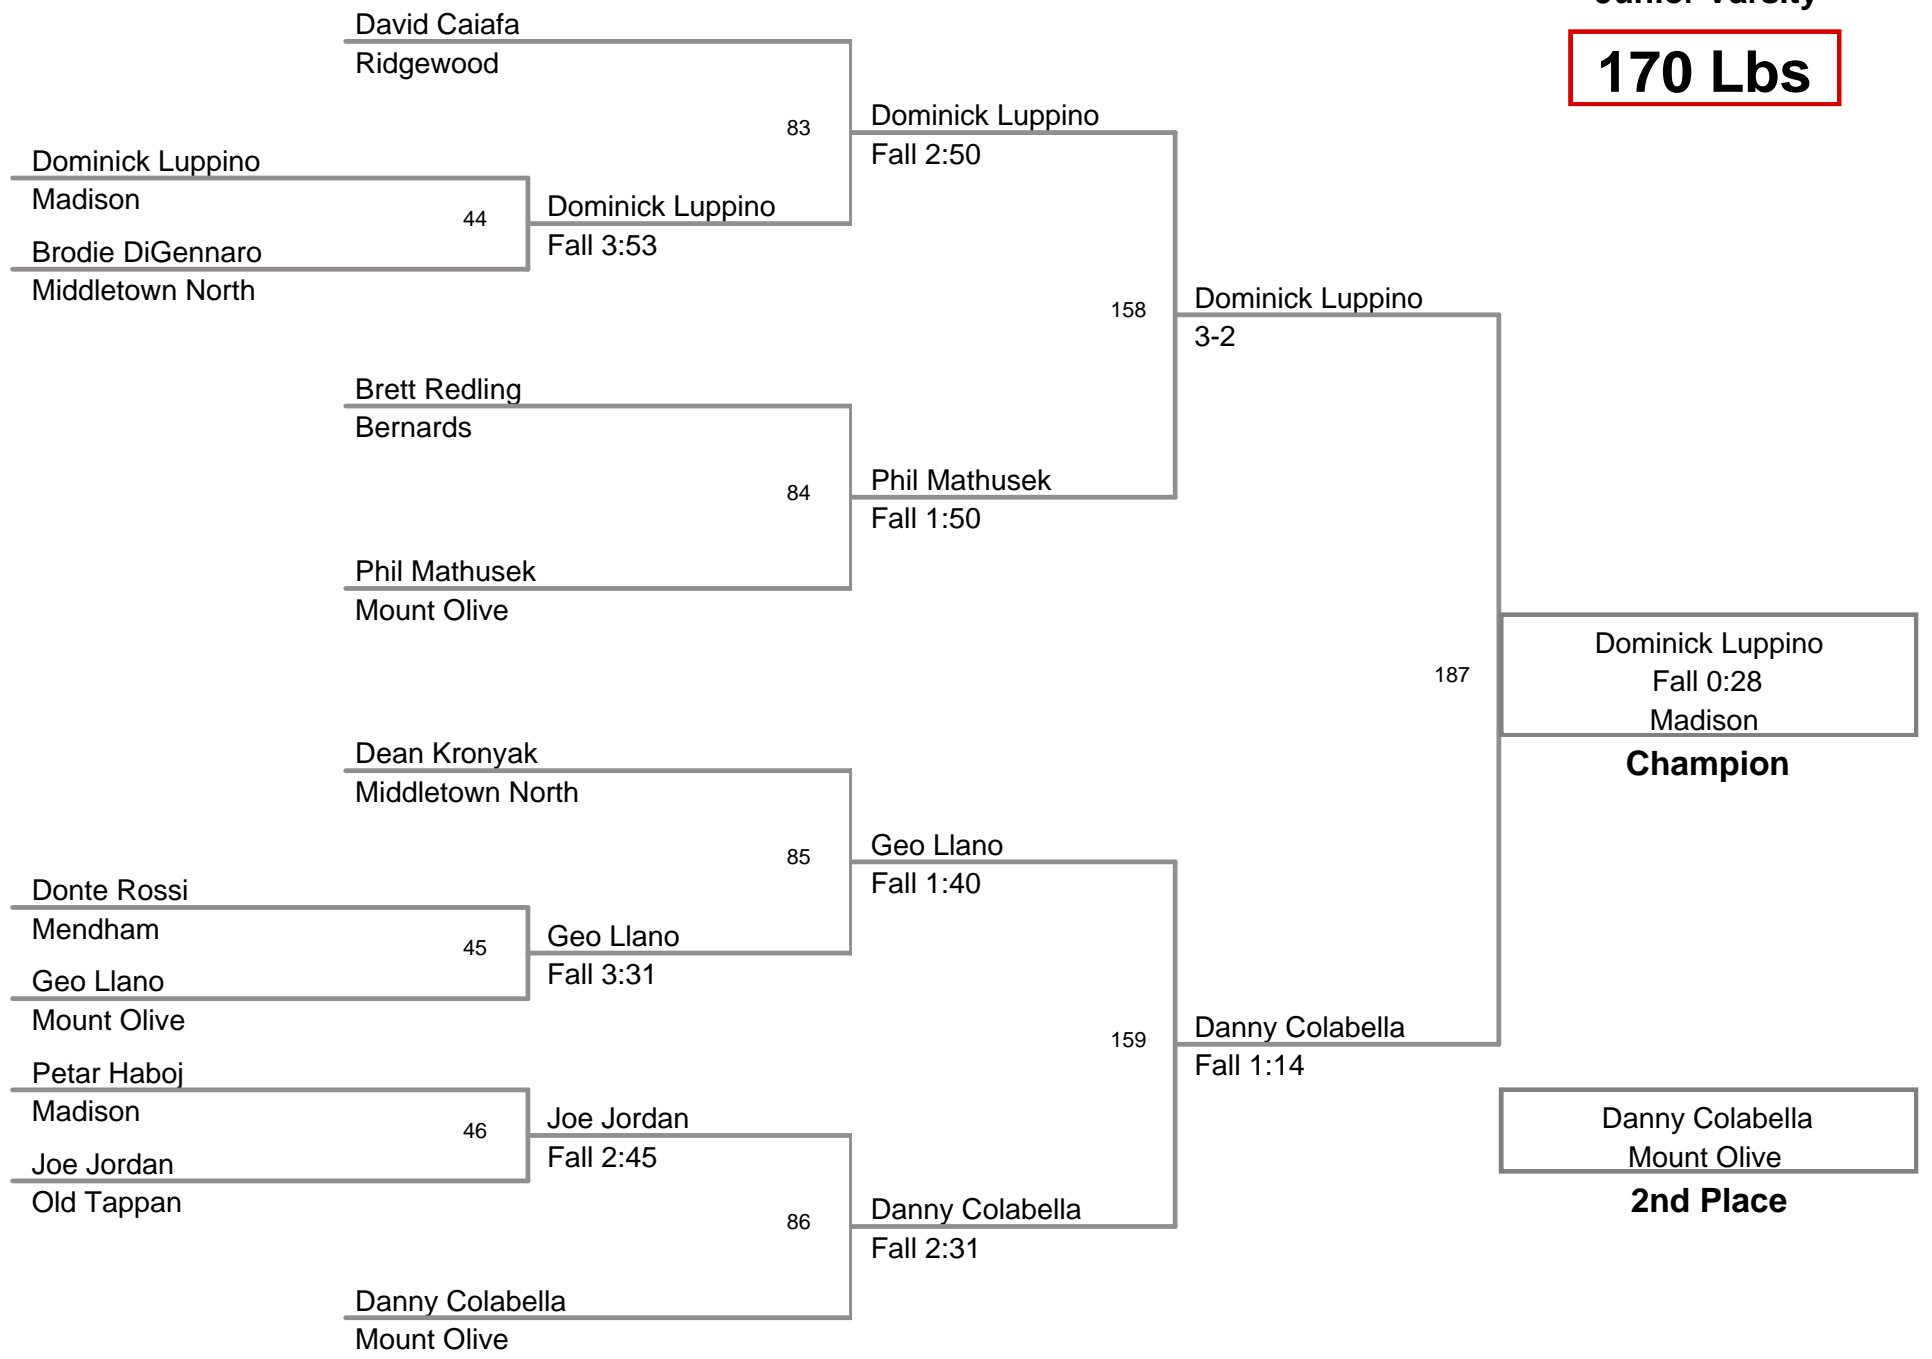 Junior Varsity
170 Lbs
David Caiafa
Ridgewood
83
Dominick Luppino
Fall 2:50
Dominick Luppino
Madison
44
Dominick Luppino
Fall 3:53
Brodie DiGennaro
Middletown North
158
Dominick Luppino
3-2
Brett Redling
Bernards
84
Phil Mathusek
Fall 1:50
Phil Mathusek
Mount Olive
187
Dominick Luppino
Fall 0:28
Madison
Champion
Dean Kronyak
Middletown North
85
Geo Llano
Fall 1:40
Donte Rossi
Mendham
45
Geo Llano
Fall 3:31
Geo Llano
Mount Olive
159
Danny Colabella
Fall 1:14
Petar Haboj
Madison
46
Joe Jordan
Fall 2:45
Joe Jordan
Old Tappan
86
Danny Colabella
Fall 2:31
Danny Colabella
Mount Olive
Danny Colabella
Mount Olive
2nd Place